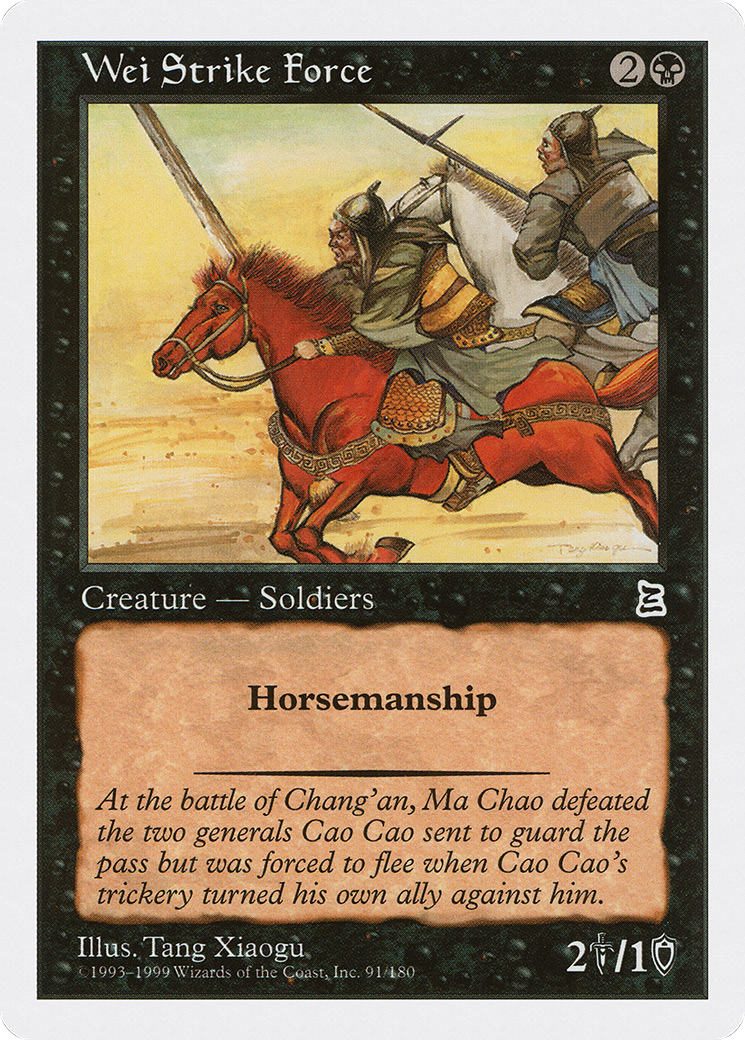 Wei Strike Force
2
Creature — Soldiers
Horsemanship
At the battle of Chang'an, Ma Chao defeated
the two generals Cao Cao sent to guard the
pass but was forced to flee when Cao Cao's
trickery turned his own ally against him.
Illus. Tang Xiaogu
©1993–1999 Wizards of the Coast, Inc. 91/180
2/1